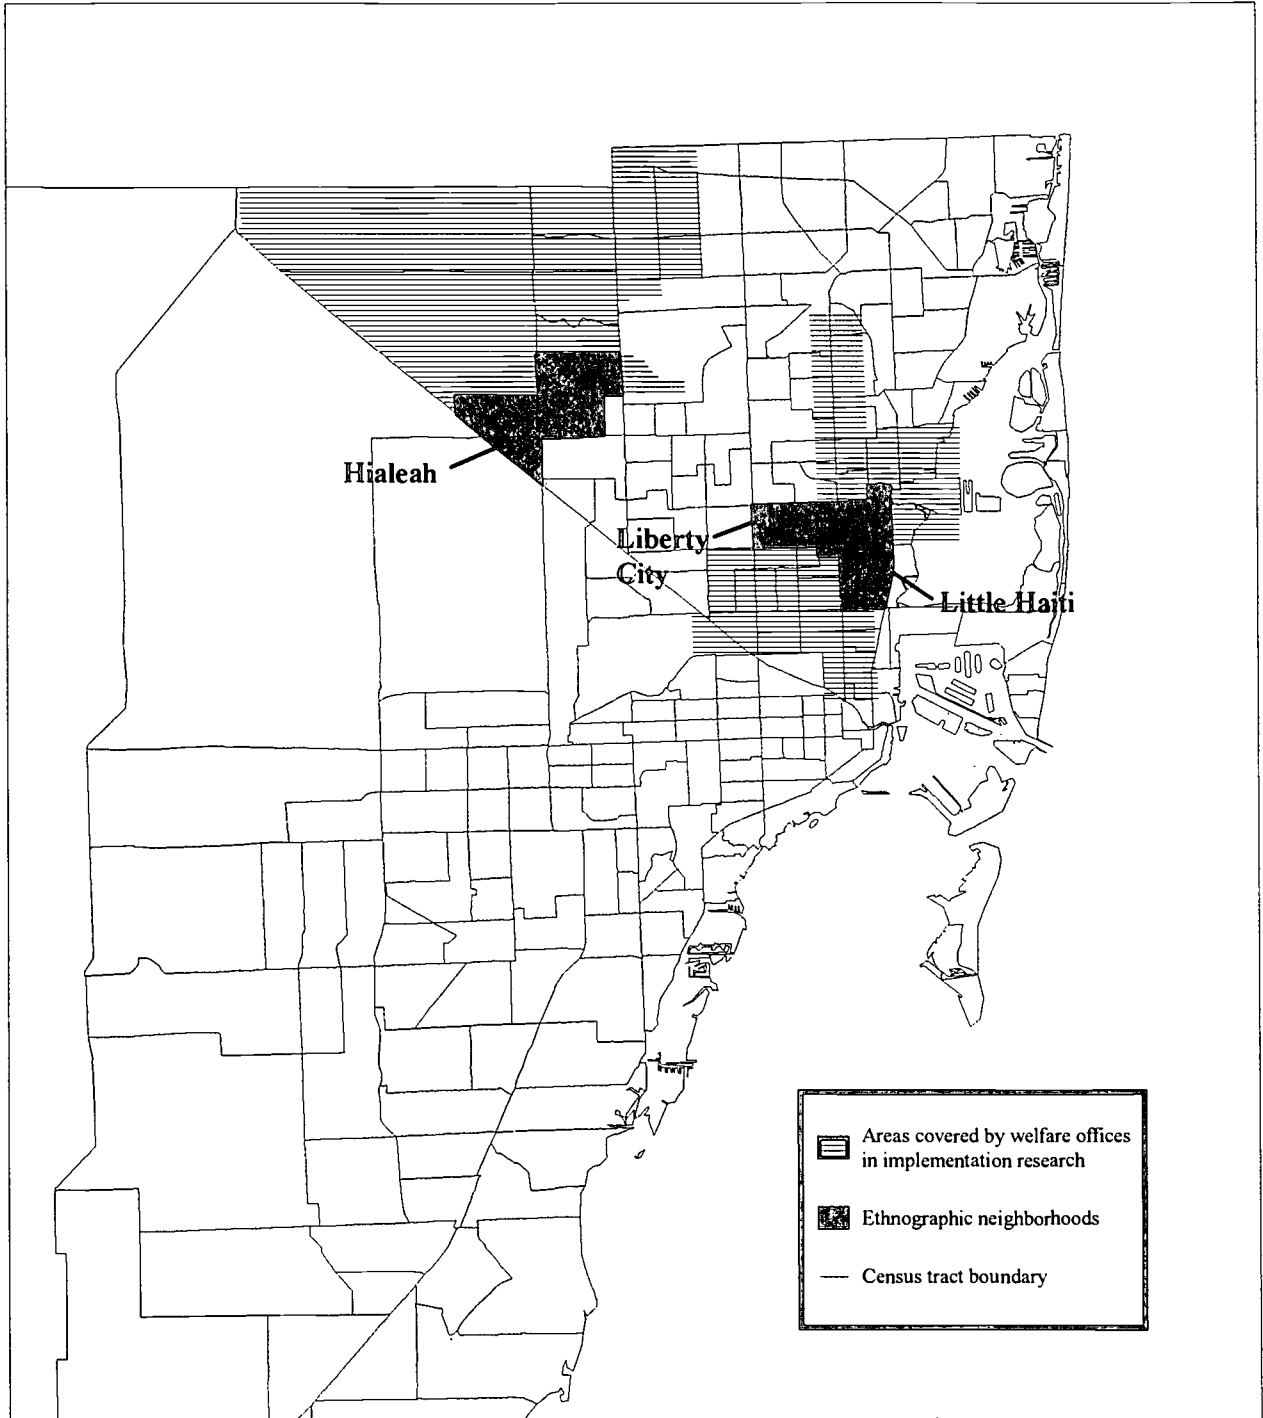 Hialeah
Liberty
City
Little Haiti
Areas covered by welfare offices
in implementation research
Ethnographic neighborhoods
Census tract boundary